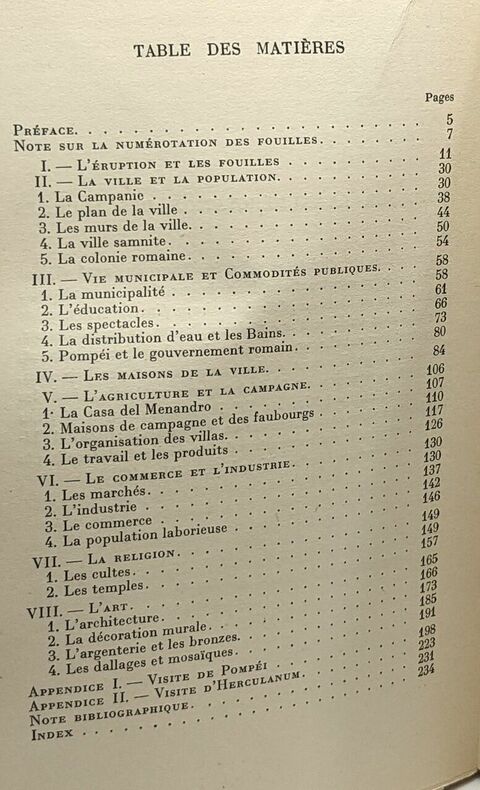 TABLE DES MATIÈRES
Pages
PRÉFACE. . . . . . . . . . . . . . . . . . . . 5
NOTE SUR LA NUMÉROTATION DES FOUILLES. . . . . . . . 7
I. — L'ÉRUPTION ET LES FOUILLES . . . . . . . . . . 11
II. — LA VILLE ET LA POPULATION. . . . . . . . . . 30
1. La Campanie . . . . . . . . . . . . . . . . 30
2. Le plan de la ville . . . . . . . . . . . . . . 38
3. Les murs de la ville. . . . . . . . . . . . . . 44
4. La ville samnite . . . . . . . . . . . . . . . 50
5. La colonie romaine. . . . . . . . . . . . . . . 54
III. — VIE MUNICIPALE ET COMMODITÉS PUBLIQUES. . . . 58
1. La municipalité . . . . . . . . . . . . . . . 58
2. L'éducation. . . . . . . . . . . . . . . . . 61
3. Les spectacles. . . . . . . . . . . . . . . . 66
4. La distribution d'eau et les Bains. . . . . . . . . 73
5. Pompéi et le gouvernement romain. . . . . . . . . 80
IV. — LES MAISONS DE LA VILLE. . . . . . . . . . . 84
V. — L'AGRICULTURE ET LA CAMPAGNE. . . . . . . . . 106
1. La Casa del Menandro . . . . . . . . . . . . . 107
2. Maisons de campagne et des faubourgs . . . . . . . 110
3. L'organisation des villas. . . . . . . . . . . . . 117
4. Le travail et les produits . . . . . . . . . . . . 126
VI. — LE COMMERCE ET L'INDUSTRIE. . . . . . . . . . 130
1. Les marchés. . . . . . . . . . . . . . . . . 130
2. L'industrie . . . . . . . . . . . . . . . . . 137
3. Le commerce . . . . . . . . . . . . . . . . 142
4. La population laborieuse . . . . . . . . . . . . 146
VII. — LA RELIGION. . . . . . . . . . . . . . . . 149
1. Les cultes. . . . . . . . . . . . . . . . . . 149
2. Les temples. . . . . . . . . . . . . . . . . 157
VIII. — L'ART. . . . . . . . . . . . . . . . . . 165
1. L'architecture. . . . . . . . . . . . . . . . 166
2. La décoration murale. . . . . . . . . . . . . . 173
3. L'argenterie et les bronzes. . . . . . . . . . . . 185
4. Les dallages et mosaïques. . . . . . . . . . . . 191
APPENDICE I. — VISITE DE POMPÉI . . . . . . . . . . 198
APPENDICE II. — VISITE D'HERCULANUM. . . . . . . . . 223
NOTE BIBLIOGRAPHIQUE. . . . . . . . . . . . . . . 231
INDEX . . . . . . . . . . . . . . . . . . . . 234